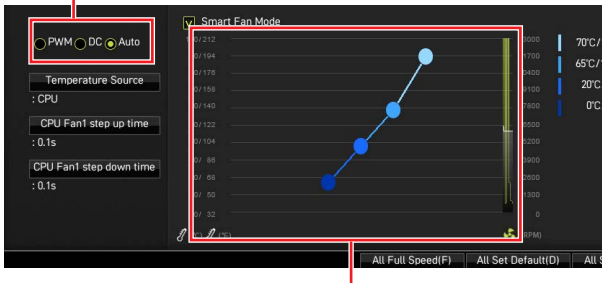 Smart Fan Mode
PWM DC Auto
Temperature Source
: CPU
CPU Fan1 step up time
: 0.1s
CPU Fan1 step down time
: 0.1s
0/212 3000 70°C/
0/194 1700 65°C/
0/176 0400 20°C
0/158 9100 0°C
0/140 7800
0/122 6500
0/104 5200
0/ 86 3900
0/ 68 2600
0/ 50 1300
0/ 32 0
(°F) RPM)
All Full Speed(F) All Set Default(D) All S